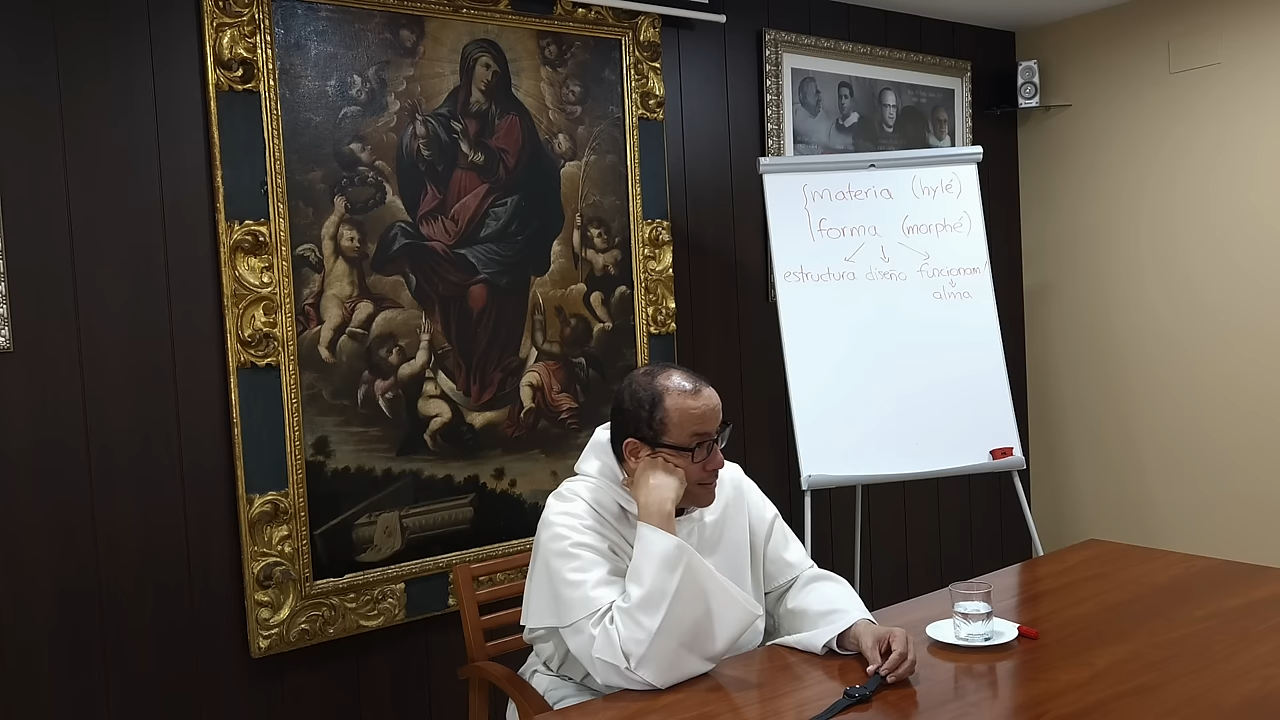 materia (hylé)
forma (morphé)
estructura diseño funcionam/
alma